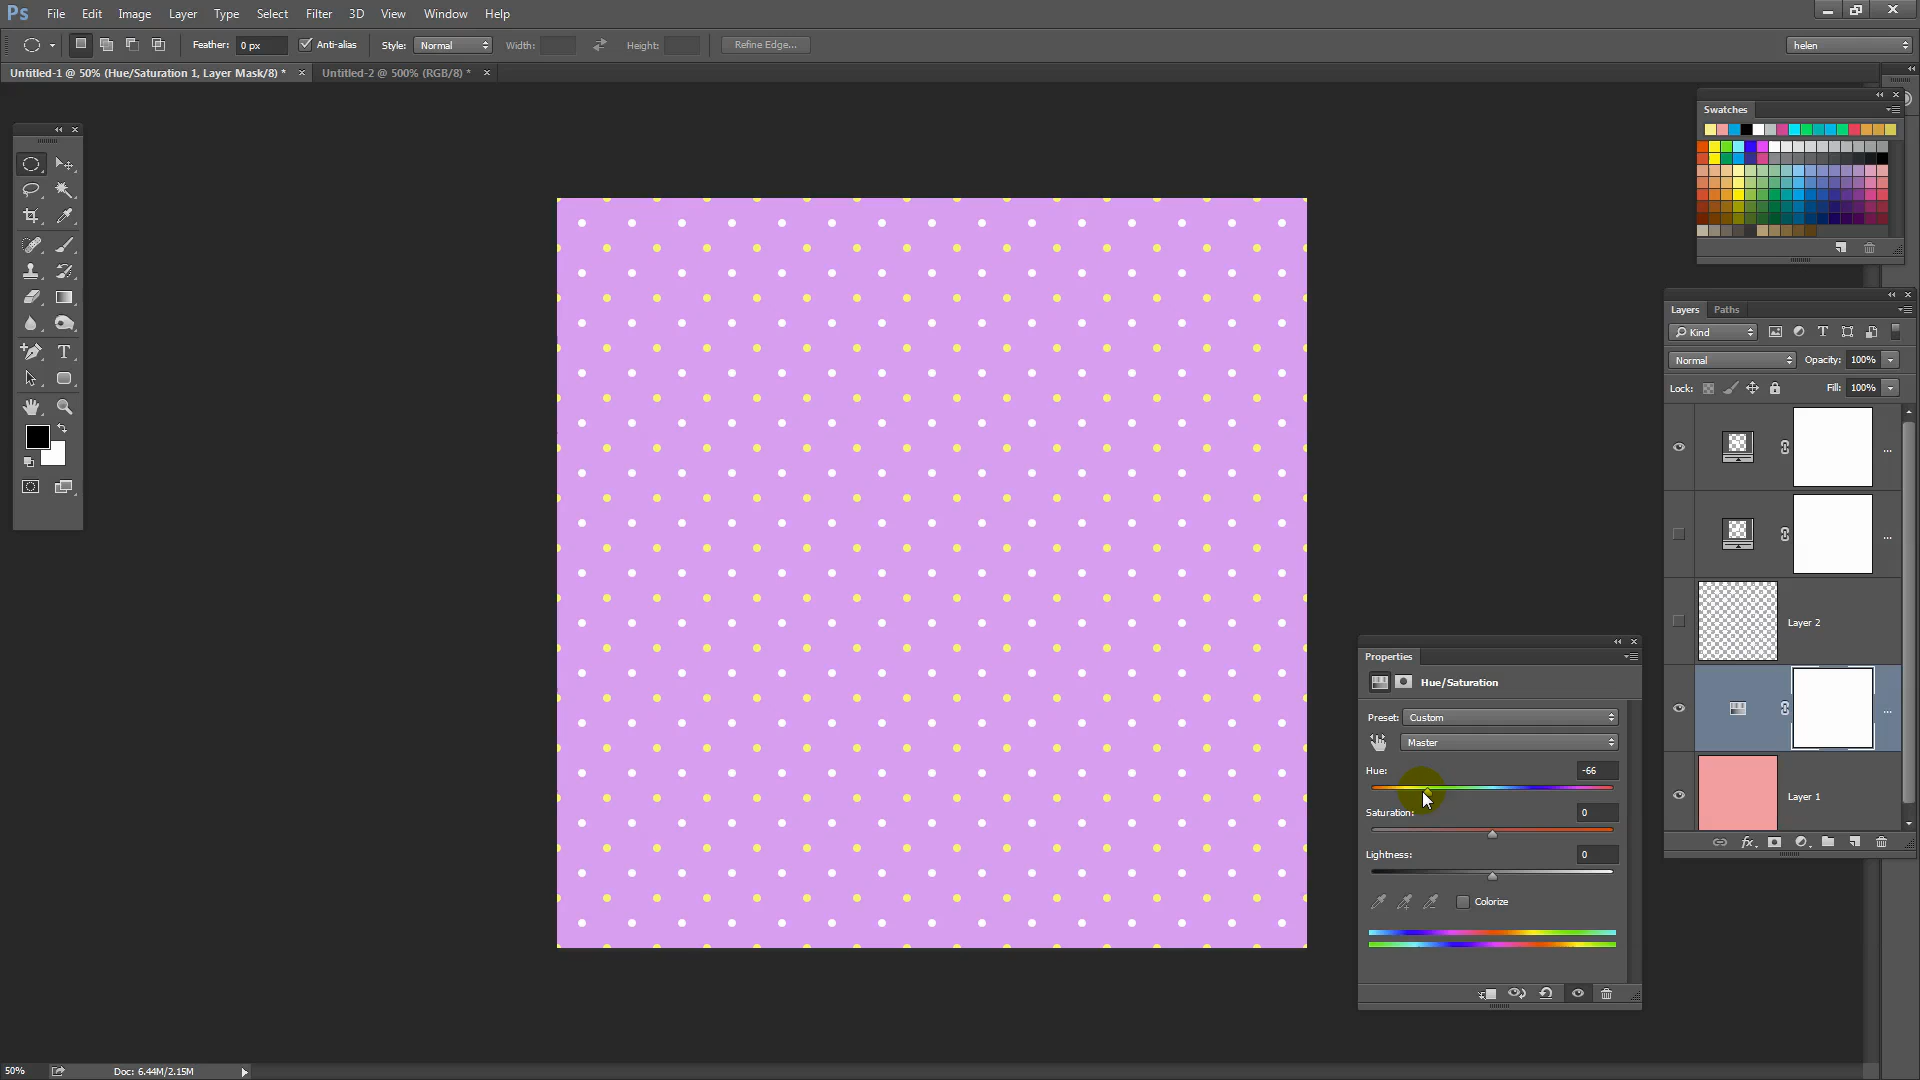 Ps File Edit Image Layer Type Select Filter 3D View Window Help
Feather: 0 px Anti-alias Style: Normal Width: Height: Refine Edge... helen
Untitled-1 @ 50% (Hue/Saturation 1, Layer Mask/8) * × Untitled-2 @ 500% (RGB/8) * ×
Swatches
Layers Paths
Kind
Normal Opacity: 100%
Lock: Fill: 100%
...
...
Layer 2
...
Layer 1
Properties
Hue/Saturation
Preset: Custom
Master
Hue: -66
Saturation: 0
Lightness: 0
Colorize
50% Doc: 6.44M/2.15M